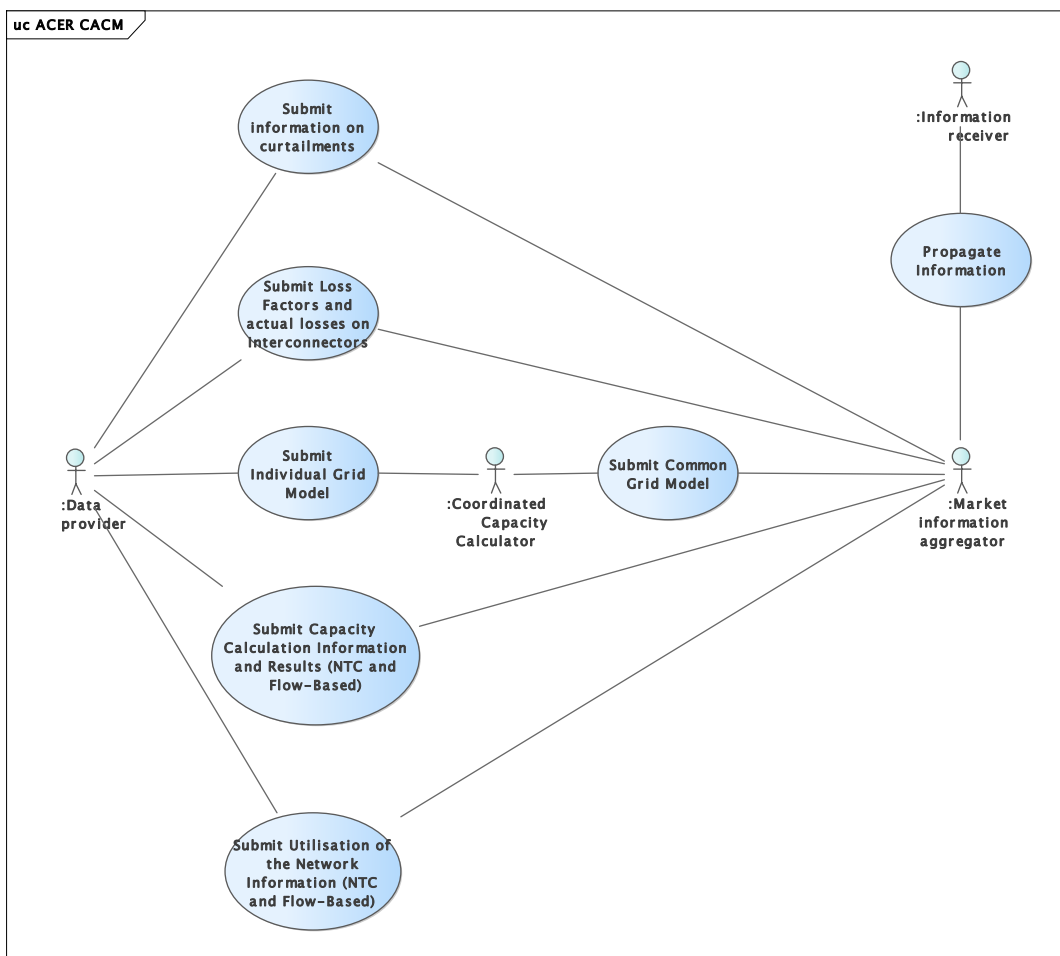 uc ACER CACM
Submit
information on
curtailments
:Information
receiver
Propagate
Information
Submit Loss
Factors and
actual losses on
interconnectors
Submit
Individual Grid
Model
Submit Common
Grid Model
:Data
provider
:Coordinated
Capacity
Calculator
:Market
information
aggregator
Submit Capacity
Calculation Information
and Results (NTC and
Flow-Based)
Submit Utilisation of
the Network
Information (NTC
and Flow-Based)